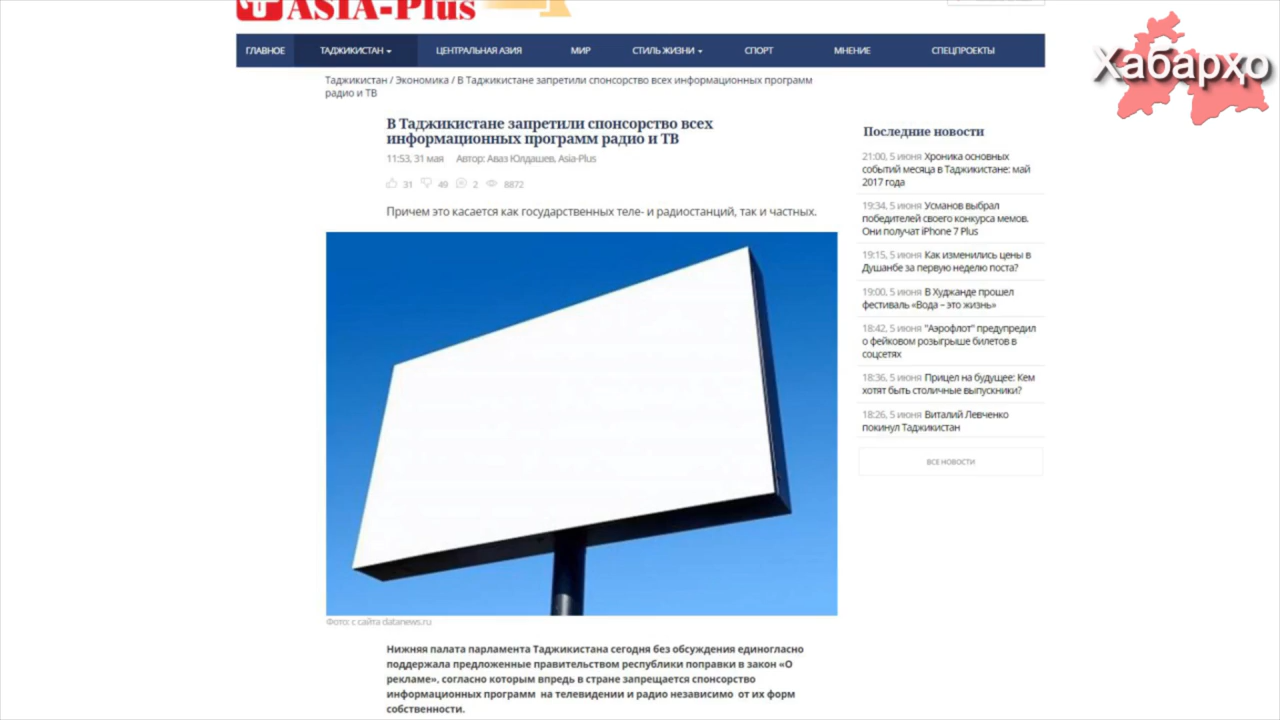 ASIA-Plus
ГЛАВНОЕ
ТАДЖИКИСТАН
ЦЕНТРАЛЬНАЯ АЗИЯ
МИР
СТИЛЬ ЖИЗНИ
СПОРТ
МНЕНИЕ
СПЕЦПРОЕКТЫ
Хабарҳо
Таджикистан / Экономика / В Таджикистане запретили спонсорство всех информационных программ
радио и ТВ
В Таджикистане запретили спонсорство всех
информационных программ радио и ТВ
11:53, 31 мая Автор: Аваз Юлдашев, Asia-Plus
31 49 2 8872
Причем это касается как государственных теле- и радиостанций, так и частных.
Фото: с сайта datanews.ru
Нижняя палата парламента Таджикистана сегодня без обсуждения единогласно
поддержала предложенные правительством республики поправки в закон «О
рекламе», согласно которым впредь в стране запрещается спонсорство
информационных программ на телевидении и радио независимо от их форм
собственности.
Последние новости
21:00, 5 июня Хроника основных
событий месяца в Таджикистане: май
2017 года
19:34, 5 июня Усманов выбрал
победителей своего конкурса мемов.
Они получат iPhone 7 Plus
19:15, 5 июня Как изменились цены в
Душанбе за первую неделю поста?
19:00, 5 июня В Худжанде прошел
фестиваль «Вода – это жизнь»
18:42, 5 июня "Аэрофлот" предупредил
о фейковом розыгрыше билетов в
соцсетях
18:36, 5 июня Прицел на будущее: Кем
хотят быть столичные выпускники?
18:26, 5 июня Виталий Левченко
покинул Таджикистан
ВСЕ НОВОСТИ